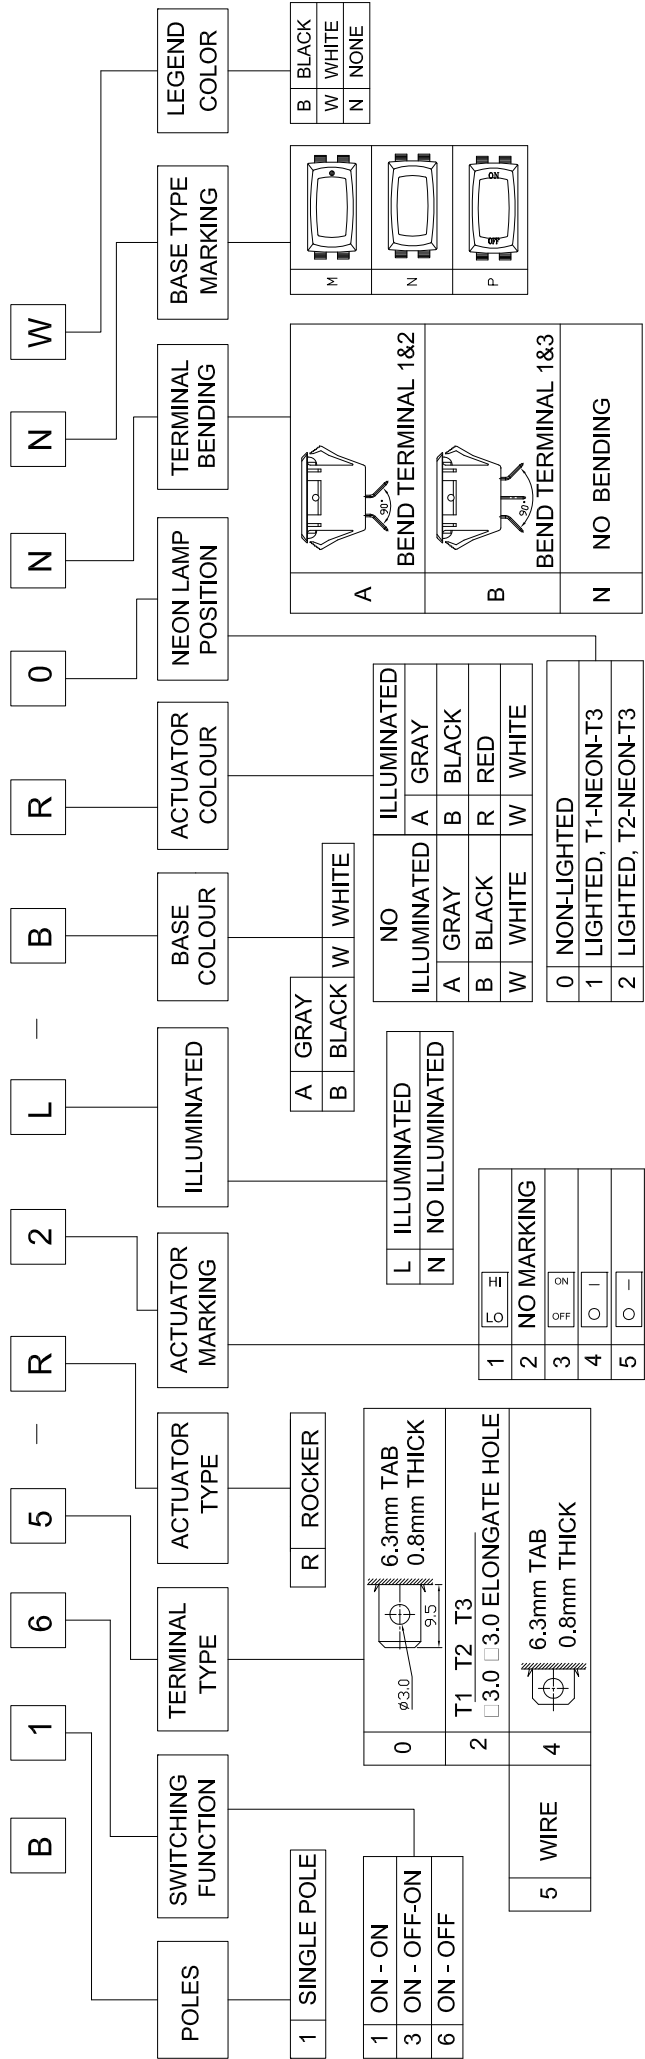 B 1 6 5 — R 2 L — B R 0 N N W
POLES
1 SINGLE POLE
SWITCHING
FUNCTION
1 ON - ON
3 ON - OFF-ON
6 ON - OFF
TERMINAL
TYPE
0 6.3mm TAB
0.8mm THICK
ø3.0
9.5
2 T1 T2 T3
□3.0 □3.0 ELONGATE HOLE
4 6.3mm TAB
0.8mm THICK
5 WIRE
ACTUATOR
TYPE
R ROCKER
ACTUATOR
MARKING
1 LO HI
2 NO MARKING
3 OFF ON
4 O I
5 O —
ILLUMINATED
L ILLUMINATED
N NO ILLUMINATED
BASE
COLOUR
A GRAY
B BLACK W WHITE
ACTUATOR
COLOUR
NO
ILLUMINATED
A GRAY
B BLACK
W WHITE
ILLUMINATED
A GRAY
B BLACK
R RED
W WHITE
NEON LAMP
POSITION
0 NON-LIGHTED
1 LIGHTED, T1-NEON-T3
2 LIGHTED, T2-NEON-T3
TERMINAL
BENDING
A 90°
BEND TERMINAL 1&2
B 90°
BEND TERMINAL 1&3
N NO BENDING
BASE TYPE
MARKING
M
N
P OFF ON
LEGEND
COLOR
B BLACK
W WHITE
N NONE